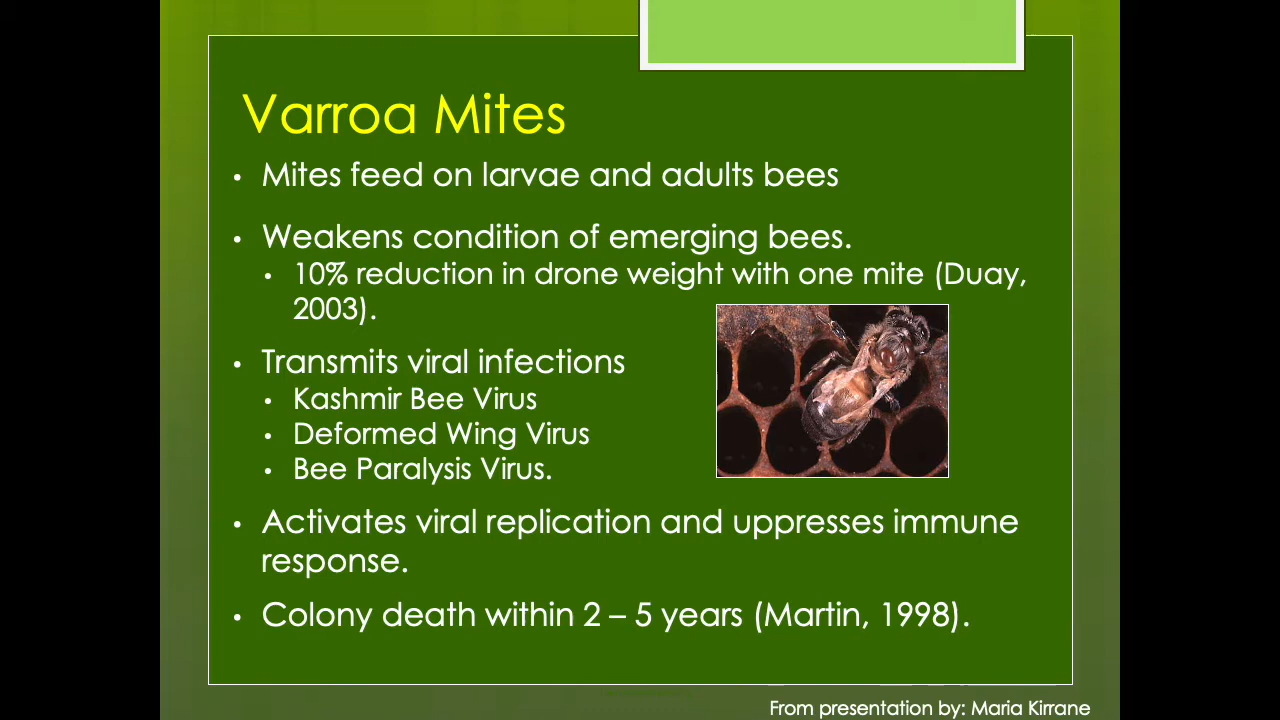 Varroa Mites
• Mites feed on larvae and adults bees
• Weakens condition of emerging bees.
• 10% reduction in drone weight with one mite (Duay,
2003).
• Transmits viral infections
• Kashmir Bee Virus
• Deformed Wing Virus
• Bee Paralysis Virus.
• Activates viral replication and uppresses immune
response.
• Colony death within 2 – 5 years (Martin, 1998).
From presentation by: Maria Kirrane